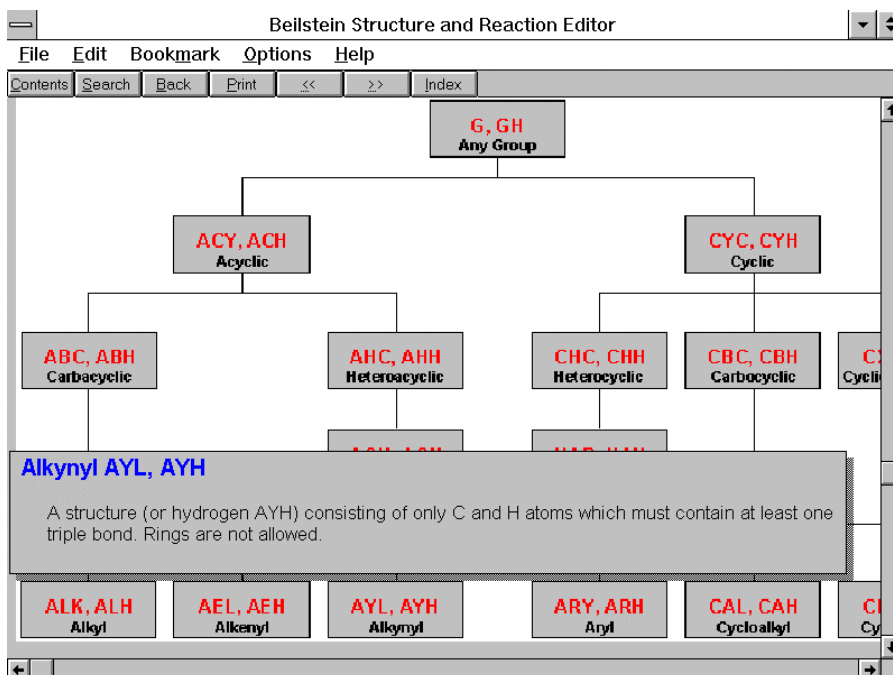 Beilstein Structure and Reaction Editor
File Edit Bookmark Options Help
Contents Search Back Print << >> Index
G, GH
Any Group
ACY, ACH
Acyclic
CYC, CYH
Cyclic
ABC, ABH
Carbacyclic
AHC, AHH
Heteroacyclic
CHC, CHH
Heterocyclic
CBC, CBH
Carbocyclic
Alkynyl AYL, AYH
A structure (or hydrogen AYH) consisting of only C and H atoms which must contain at least one
triple bond. Rings are not allowed.
ALK, ALH
Alkyl
AEL, AEH
Alkenyl
AYL, AYH
Alkynyl
ARY, ARH
Aryl
CAL, CAH
Cycloalkyl